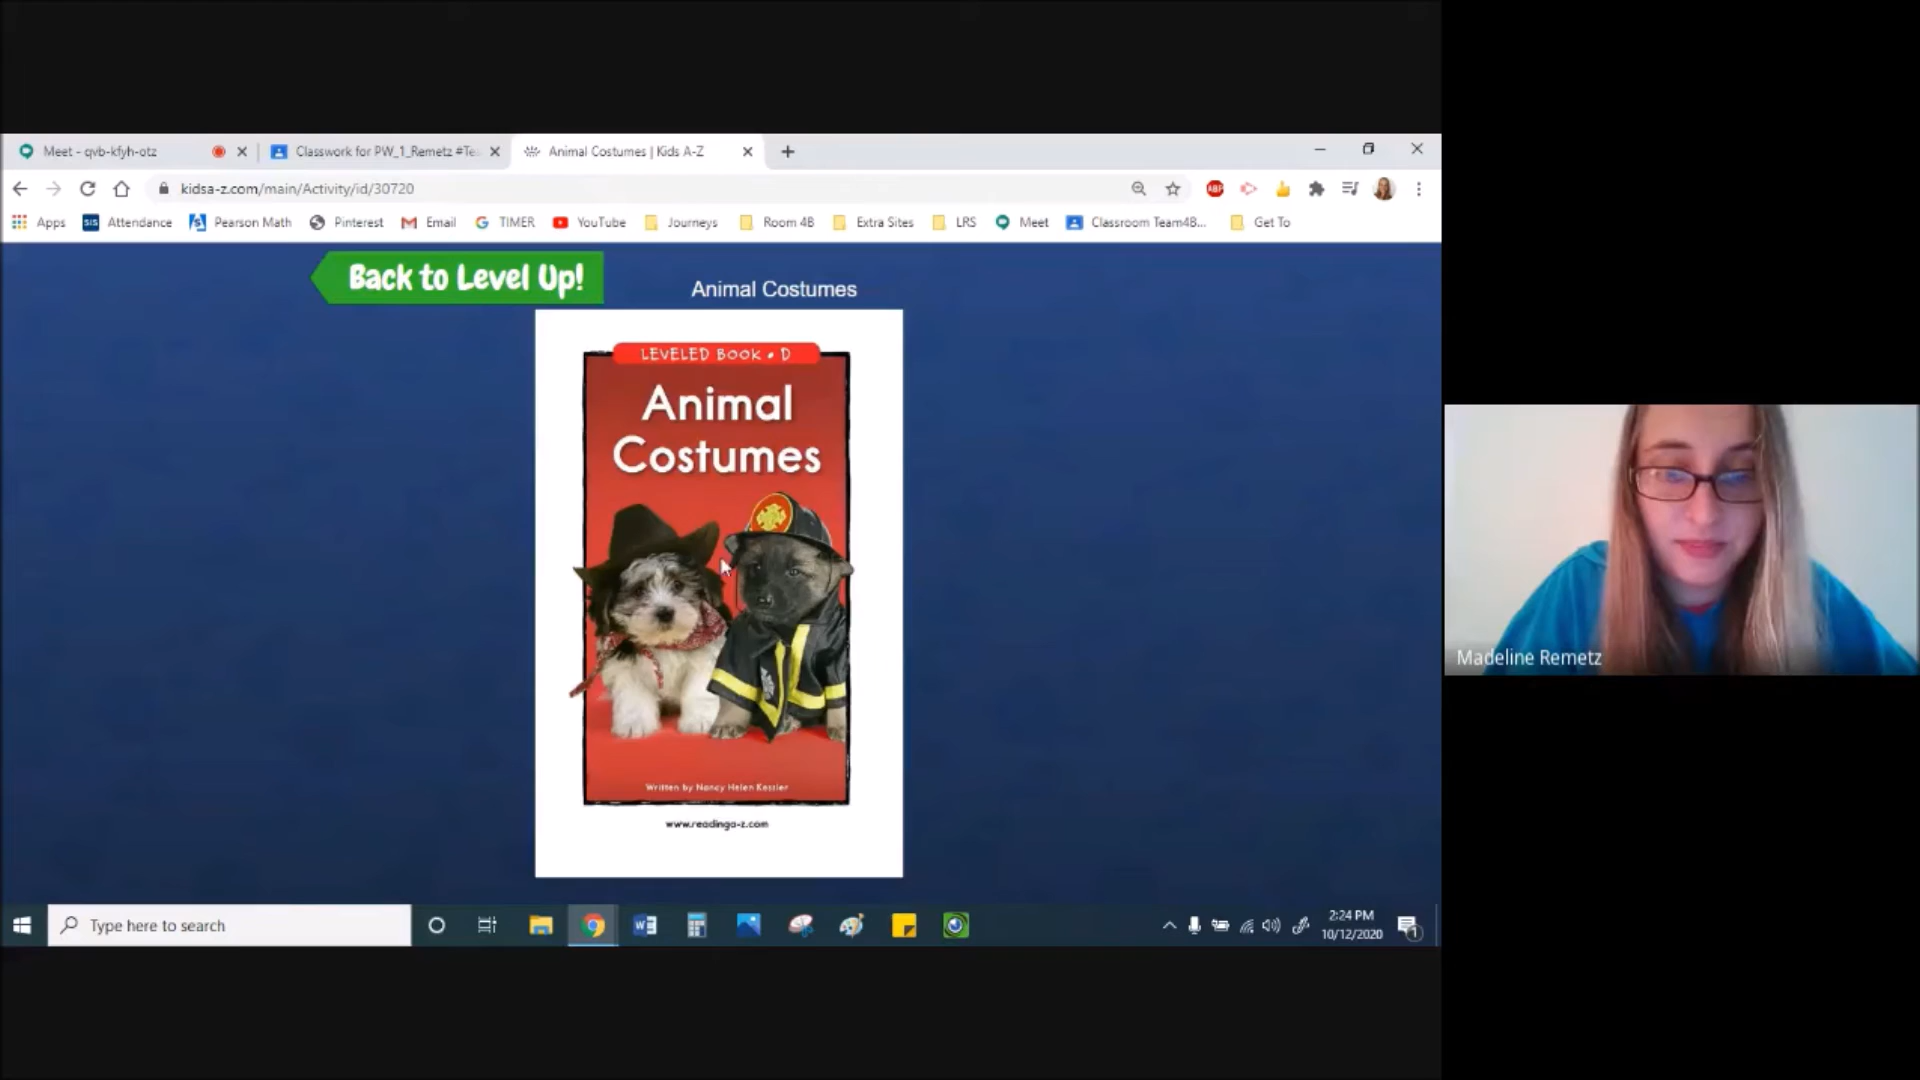 Meet - qvb-kfyh-otz
Classwork for PW_1_Remetz #Te
Animal Costumes | Kids A-Z
kidsa-z.com/main/Activity/id/30720
ABP
Apps
SIS Attendance
Pearson Math
Pinterest
Email
TIMER
YouTube
Journeys
Room 4B
Extra Sites
LRS
Meet
Classroom Team4B...
Get To
Back to Level Up!
Animal Costumes
LEVELED BOOK • D
Animal
Costumes
Written by Nancy Helen Kessler
www.readinga-z.com
Madeline Remetz
Type here to search
2:24 PM
10/12/2020
1